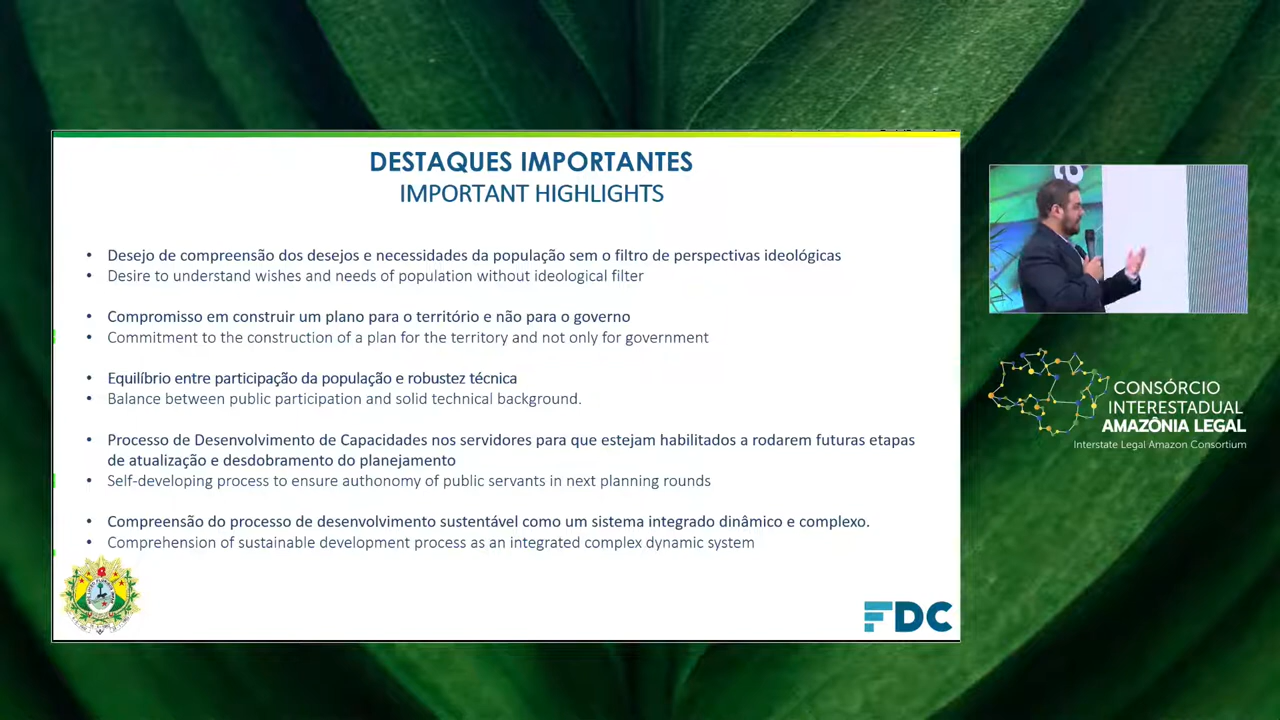 DESTAQUES IMPORTANTES
IMPORTANT HIGHLIGHTS
• Desejo de compreensão dos desejos e necessidades da população sem o filtro de perspectivas ideológicas
• Desire to understand wishes and needs of population without ideological filter
• Compromisso em construir um plano para o território e não para o governo
• Commitment to the construction of a plan for the territory and not only for government
• Equilíbrio entre participação da população e robustez técnica
• Balance between public participation and solid technical background.
• Processo de Desenvolvimento de Capacidades nos servidores para que estejam habilitados a rodarem futuras etapas
de atualização e desdobramento do planejamento
• Self-developing process to ensure authonomy of public servants in next planning rounds
• Compreensão do processo de desenvolvimento sustentável como um sistema integrado dinâmico e complexo.
• Comprehension of sustainable development process as an integrated complex dynamic system
FDC
CONSÓRCIO
INTERESTADUAL
AMAZÔNIA LEGAL
Interstate Legal Amazon Consortium